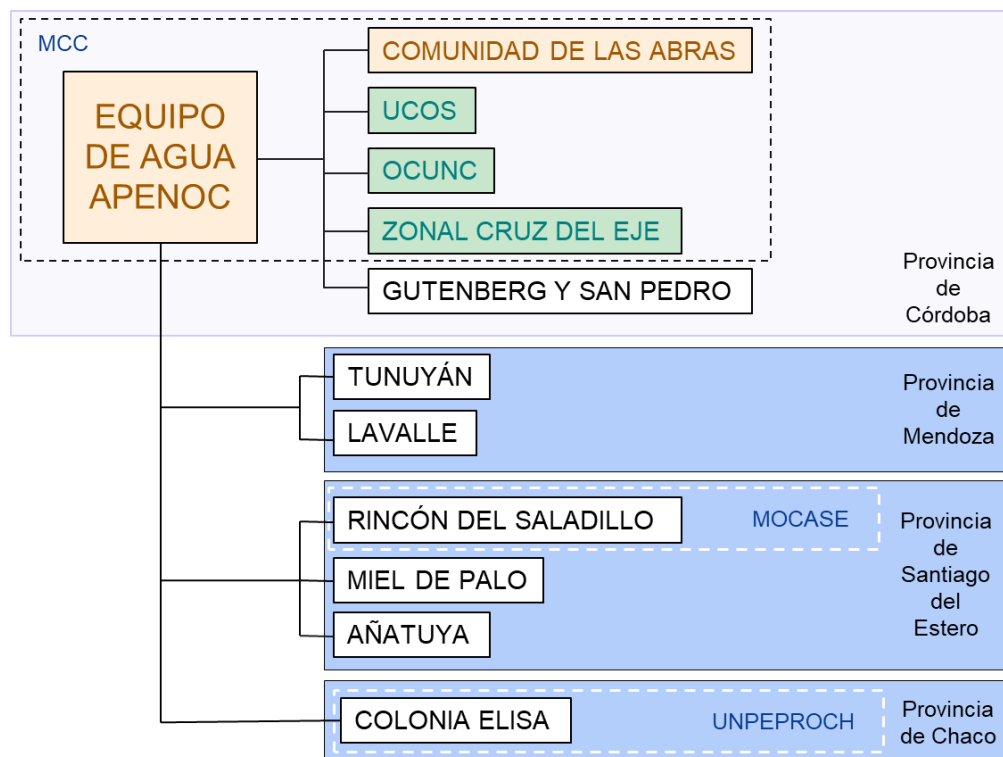 MCC
EQUIPO
DE AGUA
APENOC
COMUNIDAD DE LAS ABRAS
UCOS
OCUNC
ZONAL CRUZ DEL EJE
GUTENBERG Y SAN PEDRO
Provincia
de
Córdoba
TUNUYÁN
LAVALLE
Provincia
de
Mendoza
RINCÓN DEL SALADILLO
MOCASE
MIEL DE PALO
AÑATUYA
Provincia
de
Santiago
del
Estero
COLONIA ELISA
UNPEPROCH
Provincia
de Chaco